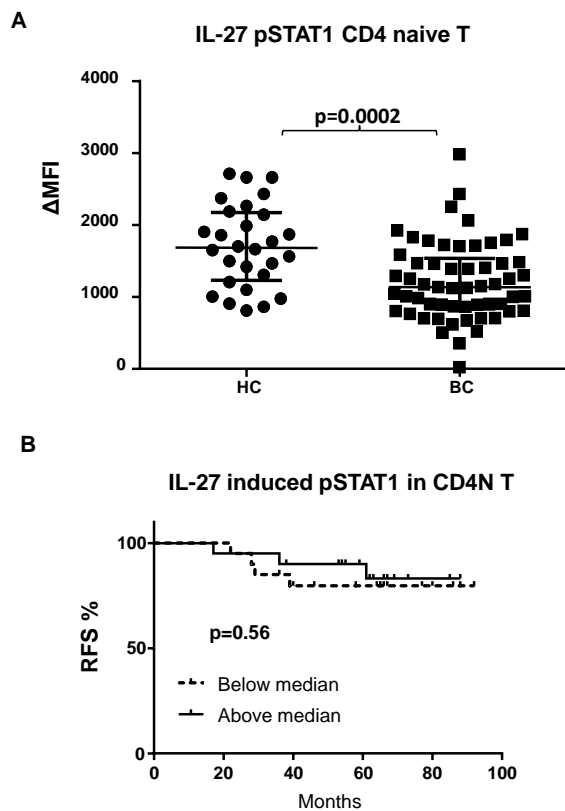 A
IL-27 pSTAT1 CD4 naive T
4000
p=0.0002
3000
ΔMFI
2000
1000
0
HC BC
B
IL-27 induced pSTAT1 in CD4N T
100
RFS %
50
p=0.56
Below median
Above median
0
0 20 40 60 80 100
Months